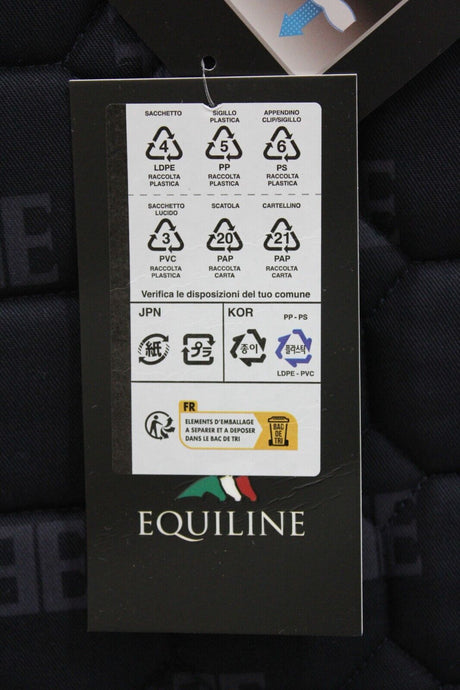 SACCHETTO
SIGILLO
PLASTICA
APPENDINO
CLIP/SIGILLO
4
5
6
LDPE
PP
PS
RACCOLTA
PLASTICA
RACCOLTA
PLASTICA
RACCOLTA
PLASTICA
SACCHETTO
LUCIDO
SCATOLA
CARTELLINO
3
20
21
PVC
PAP
PAP
RACCOLTA
PLASTICA
RACCOLTA
CARTA
RACCOLTA
CARTA
Verifica le disposizioni del tuo comune
JPN
KOR
PP - PS
紙
プラ
종이
플라스틱
LDPE - PVC
FR
ELEMENTS D'EMBALLAGE
A SEPARER ET A DEPOSER
DANS LE BAC DE TRI
BAC
DE
TRI
EQUILINE